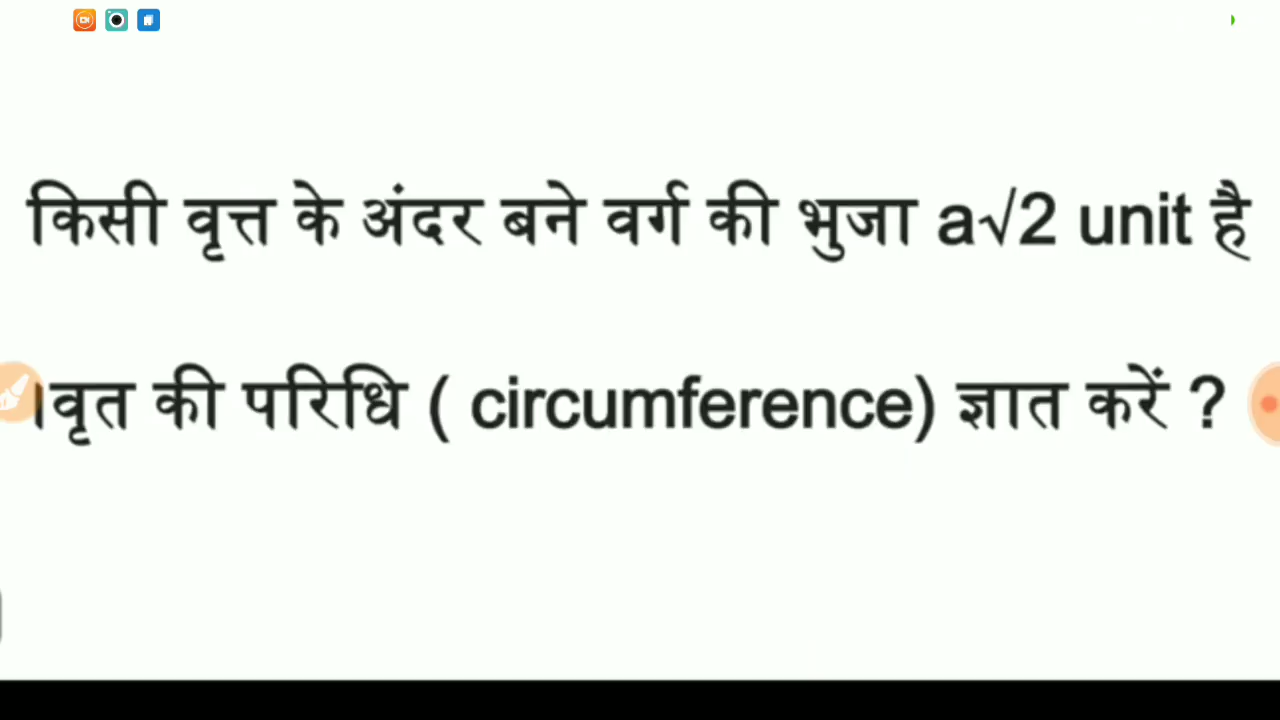 किसी वृत्त के अंदर बने वर्ग की भुजा a√2 unit है
।वृत की परिधि ( circumference) ज्ञात करें ?